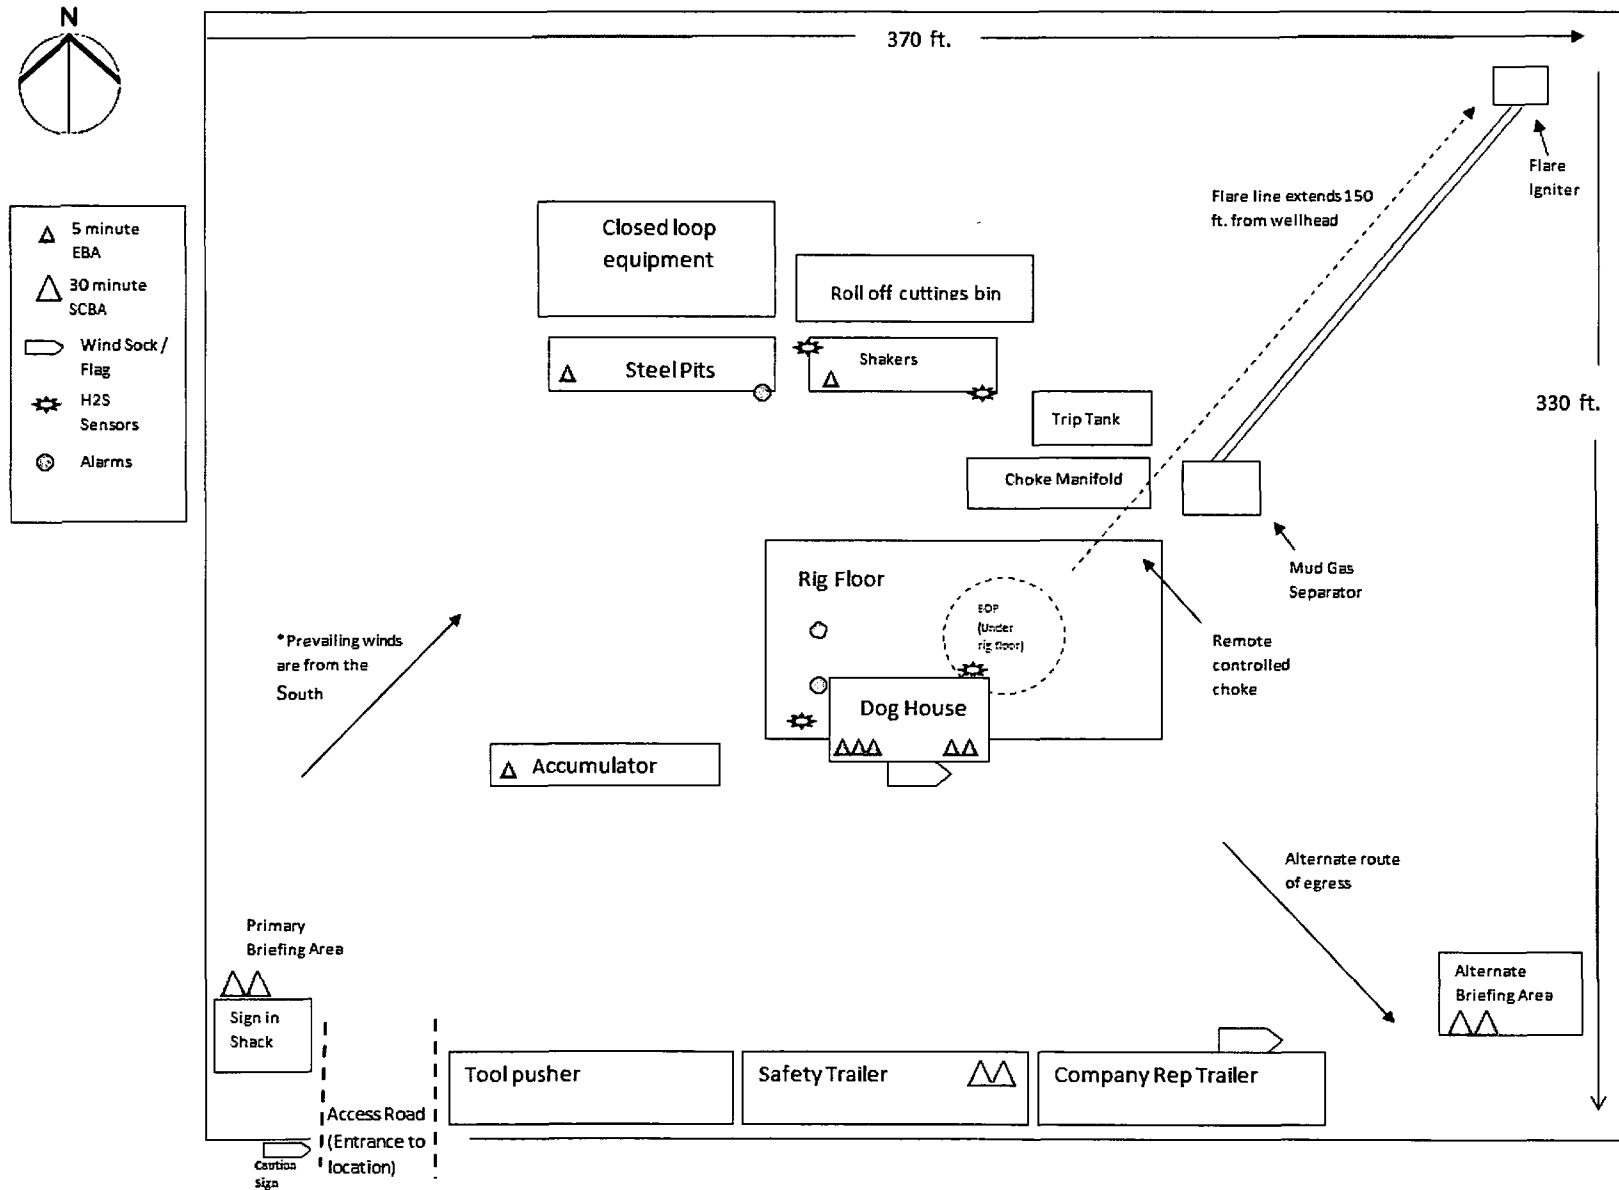 N
370 ft.
5 minute
EBA
30 minute
SCBA
Wind Sock /
Flag
H2S
Sensors
Alarms
Flare
Igniter
Flare line extends 150
ft. from wellhead
Closed loop
equipment
Roll off cuttings bin
Steel Pits
Shakers
Trip Tank
330 ft.
Choke Manifold
Mud Gas
Separator
Rig Floor
BOP
(Under
rig floor)
Remote
controlled
choke
*Prevailing winds
are from the
South
Dog House
Accumulator
Alternate route
of egress
Primary
Briefing Area
Alternate
Briefing Area
Sign in
Shack
Tool pusher
Safety Trailer
Company Rep Trailer
Access Road
(Entrance to
location)
Caution
Sign